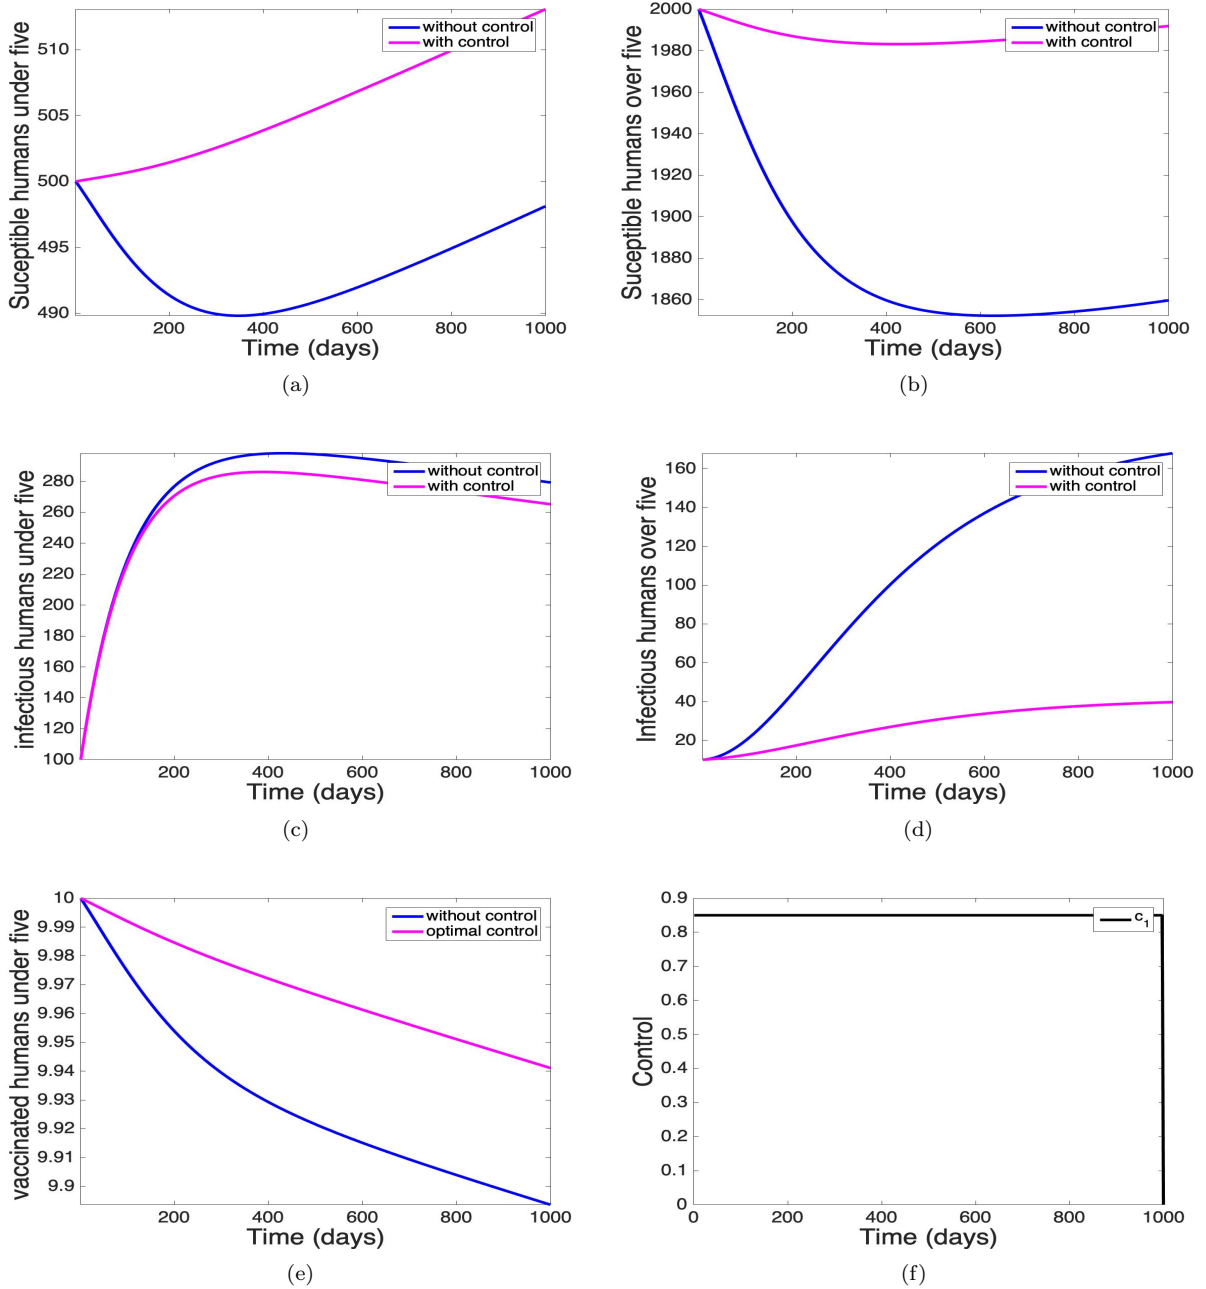 without control
with control
510
505
500
495
490
Suceptible humans under five
200 400 600 800 1000
Time (days)
(a)
without control
with control
2000
1980
1960
1940
1920
1900
1880
1860
Suceptible humans over five
200 400 600 800 1000
Time (days)
(b)
without control
with control
280
260
240
220
200
180
160
140
120
100
infectious humans under five
200 400 600 800 1000
Time (days)
(c)
without control
with control
160
140
120
100
80
60
40
20
Infectious humans over five
200 400 600 800 1000
Time (days)
(d)
without control
optimal control
10
9.99
9.98
9.97
9.96
9.95
9.94
9.93
9.92
9.91
9.9
vaccinated humans under five
200 400 600 800 1000
Time (days)
(e)
c1
0.9
0.8
0.7
0.6
0.5
0.4
0.3
0.2
0.1
0
Control
0 200 400 600 800 1000
Time (days)
(f)